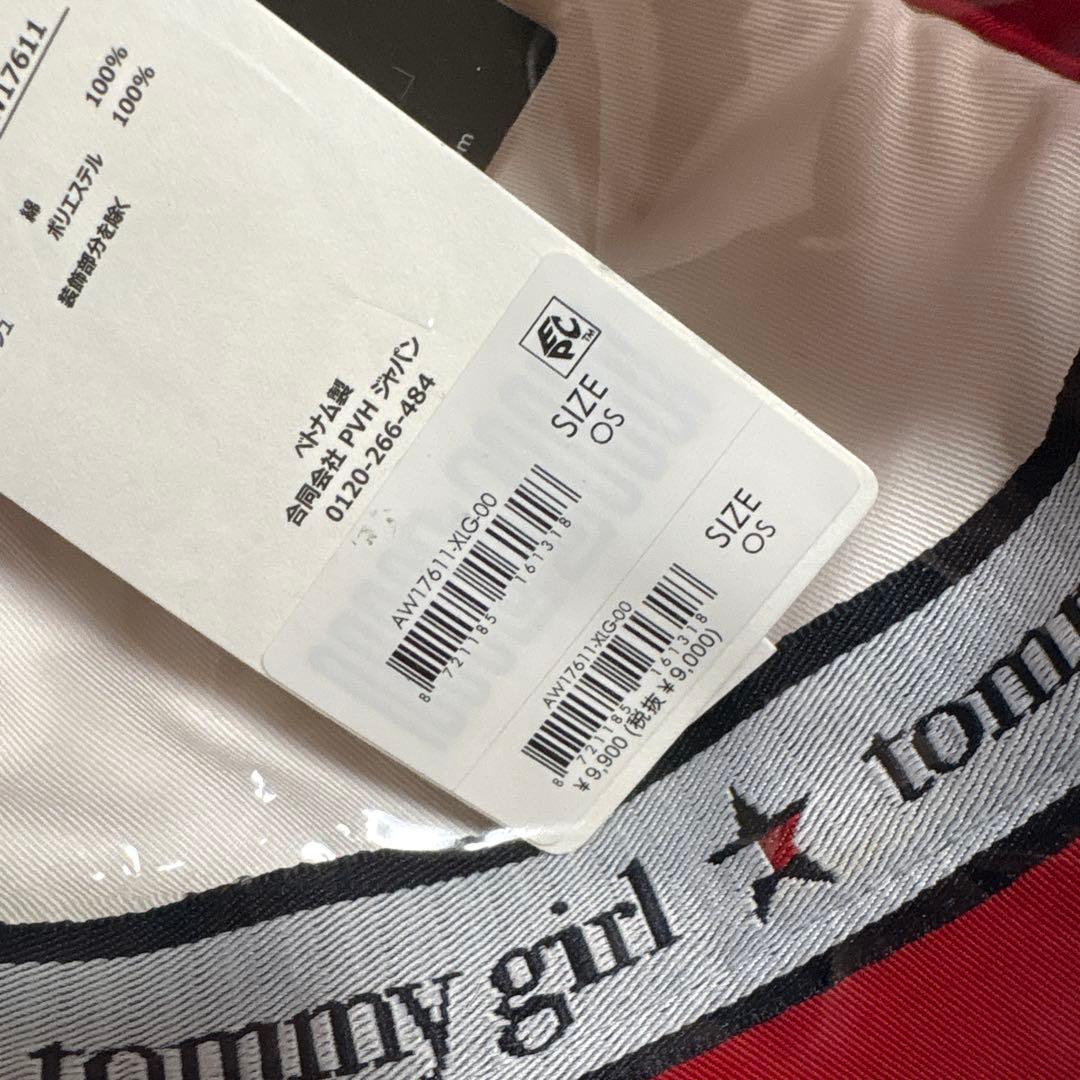 17611
綿 100%
ポリエステル 100%
装飾部分を除く
ベトナム製
合同会社 PVH ジャパン
0120-266-484
EPC™
SIZE
OS
AW17611-XLG-00
8 721185 161318
SIZE
OS
AW17611-XLG-00
8 721185 161318
¥9,900 (税抜 ¥9,000)
tommy girl
m